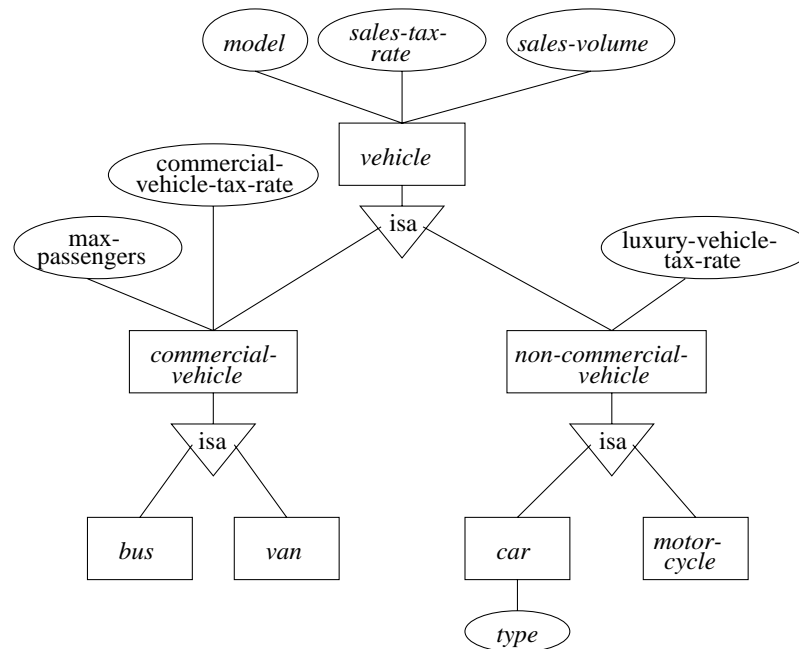 model
sales-tax-
rate
sales-volume
vehicle
commercial-
vehicle-tax-rate
isa
max-
passengers
luxury-vehicle-
tax-rate
commercial-
vehicle
non-commercial-
vehicle
isa
isa
bus
van
car
motor-
cycle
type